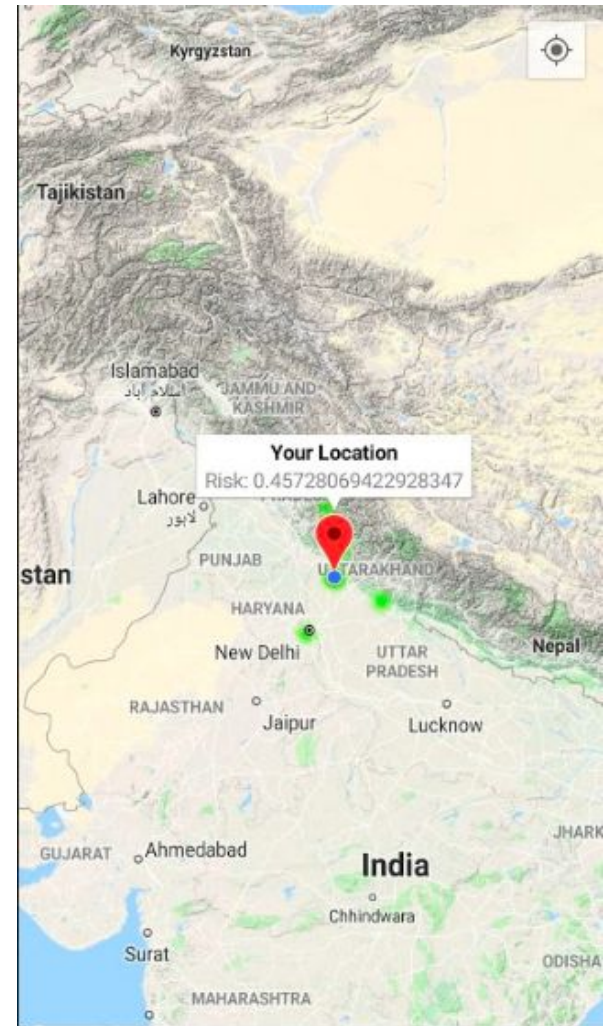 Kyrgyzstan
Tajikistan
Islamabad
اسلام آباد
JAMMU AND
KASHMIR
Your Location
Risk: 0.45728069422928347
Lahore
لاہور
PUNJAB
UTTARAKHAND
stan
HARYANA
New Delhi
UTTAR
PRADESH
Nepal
RAJASTHAN
Jaipur
Lucknow
JHARK
GUJARAT
Ahmedabad
India
Chhindwara
Surat
ODISHA
MAHARASHTRA